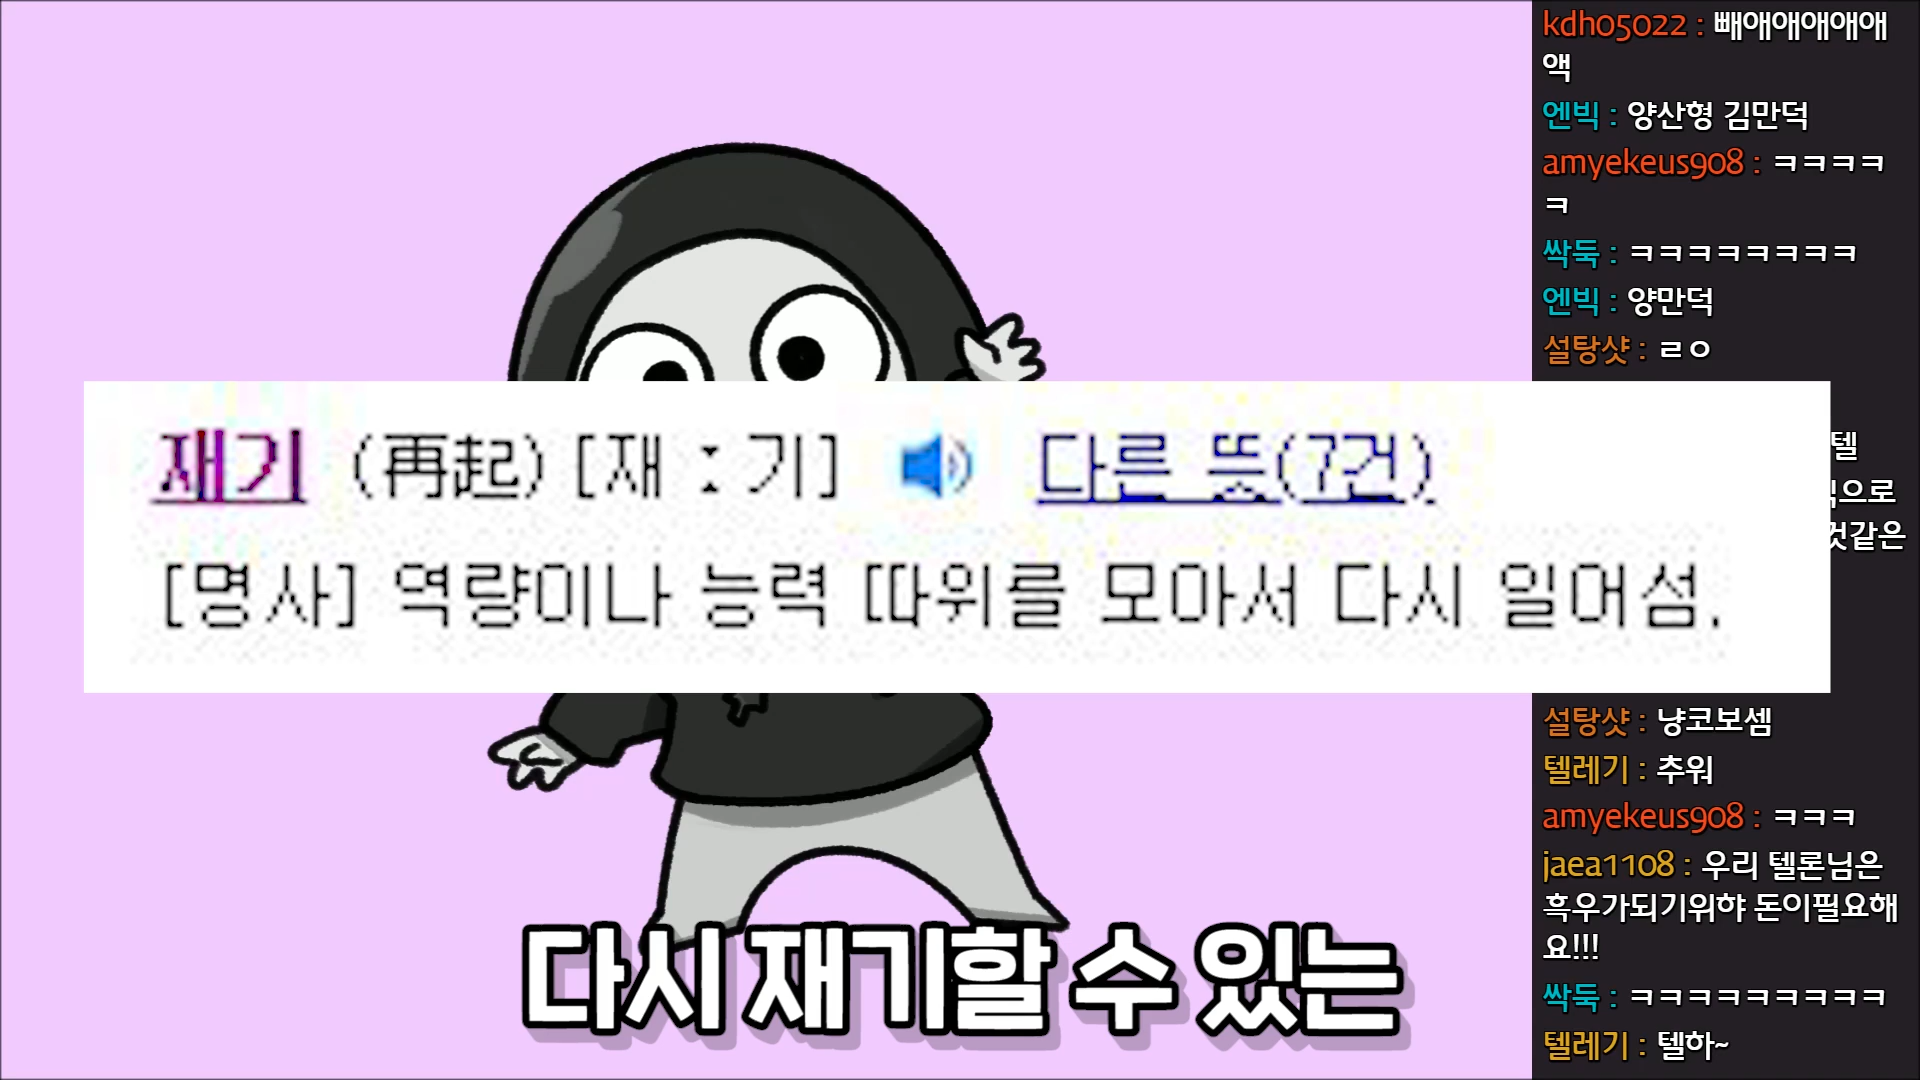 kdho5022 : 빼애애애애애
액
엔빅 : 양산형 김만덕
amyekeus908 : ㅋㅋㅋㅋ
ㅋ
싹둑 : ㅋㅋㅋㅋㅋㅋㅋㅋ
엔빅 : 양만덕
설탕샷 : ㄹㅇ
텔
으로
것같은
재기 (再起) [재ː기] 다른 뜻(7건)
[명사] 역량이나 능력 따위를 모아서 다시 일어섬.
설탕샷 : 냥코보셈
텔레기 : 추워
amyekeus908 : ㅋㅋㅋ
jaea1108 : 우리 텔론님은
흑우가되기위햐 돈이필요해
요!!!
싹둑 : ㅋㅋㅋㅋㅋㅋㅋㅋㅋ
텔레기 : 텔하~
다시 재기할 수 있는